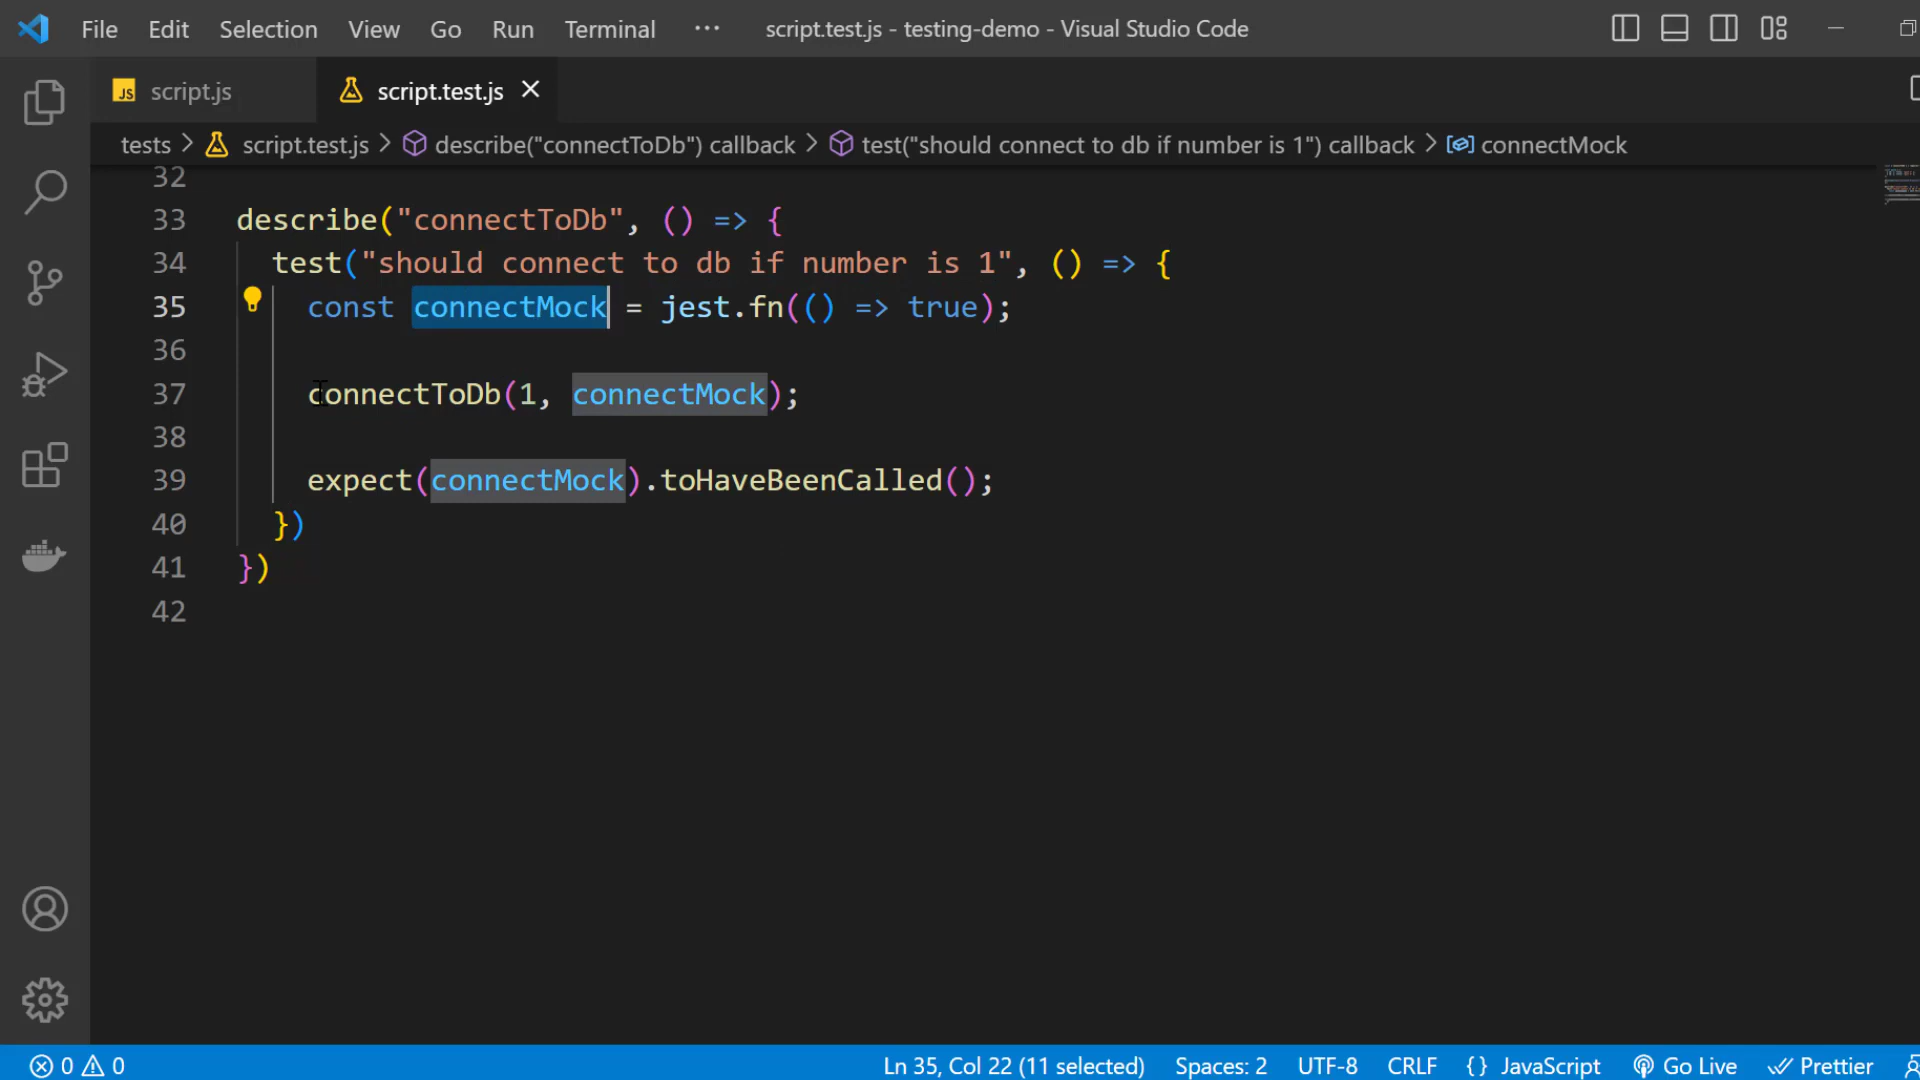 File Edit Selection View Go Run Terminal ··· script.test.js - testing-demo - Visual Studio Code
JS script.js script.test.js
tests > script.test.js > describe("connectToDb") callback > test("should connect to db if number is 1") callback > connectMock
32
33 describe("connectToDb", () => {
34 test("should connect to db if number is 1", () => {
35 const connectMock = jest.fn(() => true);
36
37 connectToDb(1, connectMock);
38
39 expect(connectMock).toHaveBeenCalled();
40 })
41 })
42
0 0 Ln 35, Col 22 (11 selected) Spaces: 2 UTF-8 CRLF {} JavaScript Go Live Prettier